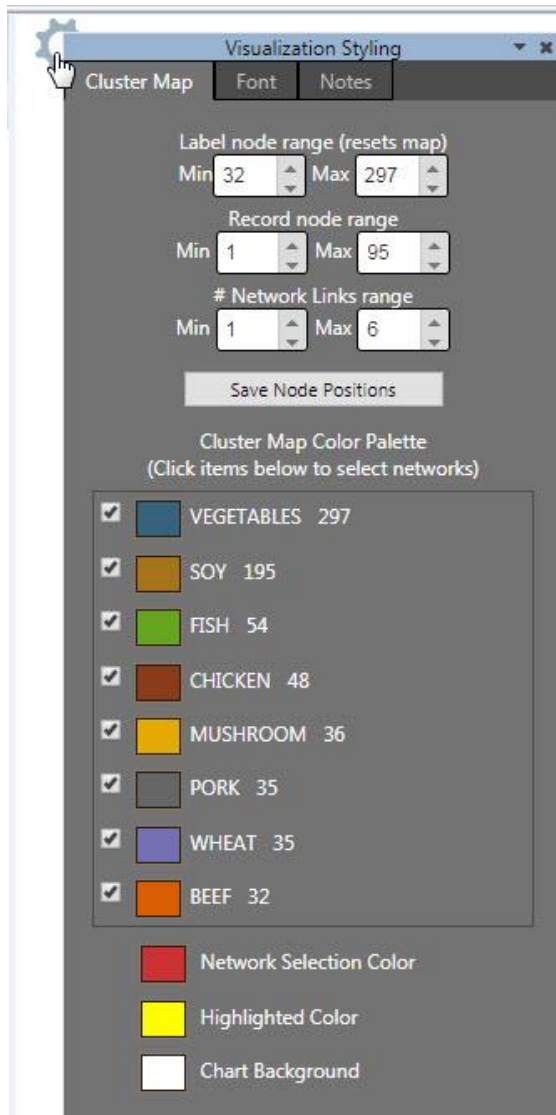 Visualization Styling
Cluster Map Font Notes
Label node range (resets map)
Min 32 Max 297
Record node range
Min 1 Max 95
# Network Links range
Min 1 Max 6
Save Node Positions
Cluster Map Color Palette
(Click items below to select networks)
VEGETABLES 297
SOY 195
FISH 54
CHICKEN 48
MUSHROOM 36
PORK 35
WHEAT 35
BEEF 32
Network Selection Color
Highlighted Color
Chart Background